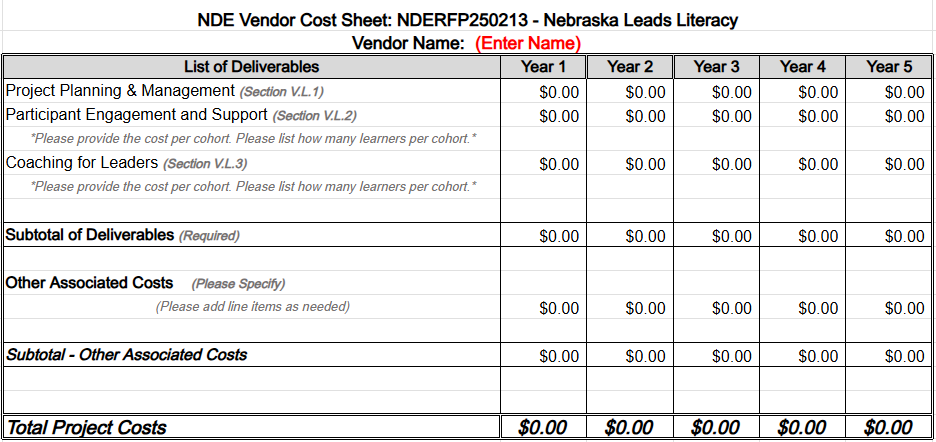 NDE Vendor Cost Sheet: NDERFP250213 - Nebraska Leads Literacy
Vendor Name: (Enter Name)
List of Deliverables Year 1 Year 2 Year 3 Year 4 Year 5
Project Planning & Management (Section V.L.1) $0.00 $0.00 $0.00 $0.00 $0.00
Participant Engagement and Support (Section V.L.2) $0.00 $0.00 $0.00 $0.00 $0.00
*Please provide the cost per cohort. Please list how many learners per cohort.*
Coaching for Leaders (Section V.L.3) $0.00 $0.00 $0.00 $0.00 $0.00
*Please provide the cost per cohort. Please list how many learners per cohort.*
Subtotal of Deliverables (Required) $0.00 $0.00 $0.00 $0.00 $0.00
Other Associated Costs (Please Specify)
(Please add line items as needed) $0.00 $0.00 $0.00 $0.00 $0.00
Subtotal - Other Associated Costs $0.00 $0.00 $0.00 $0.00 $0.00
Total Project Costs $0.00 $0.00 $0.00 $0.00 $0.00